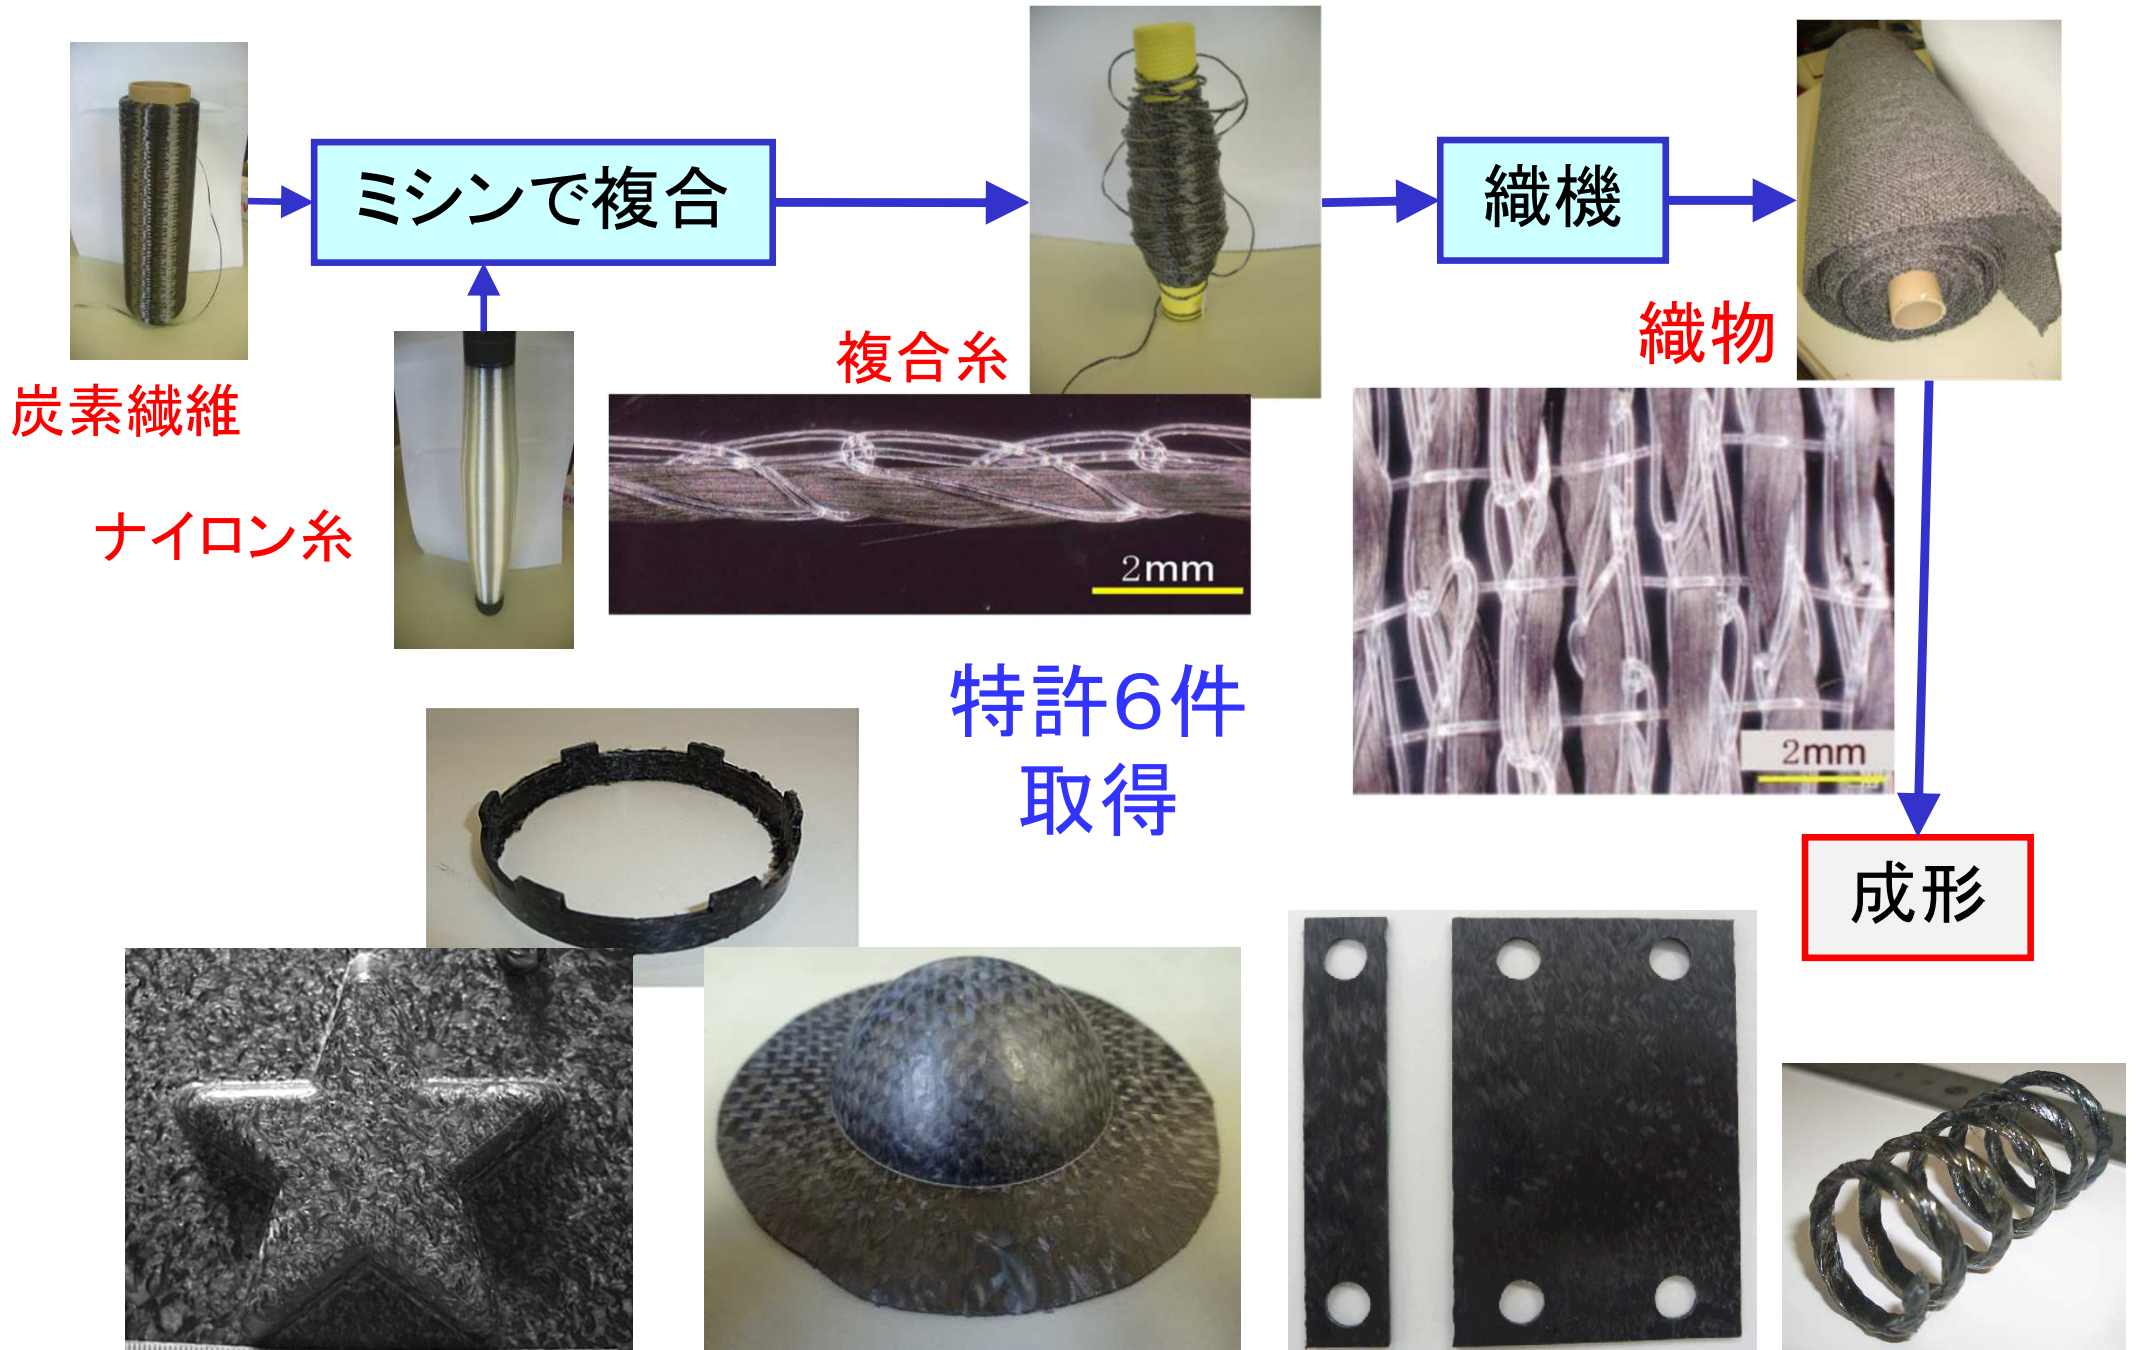 ミシンで複合
織機
織物
複合糸
炭素繊維
ナイロン糸
2mm
2mm
特許６件
取得
成形